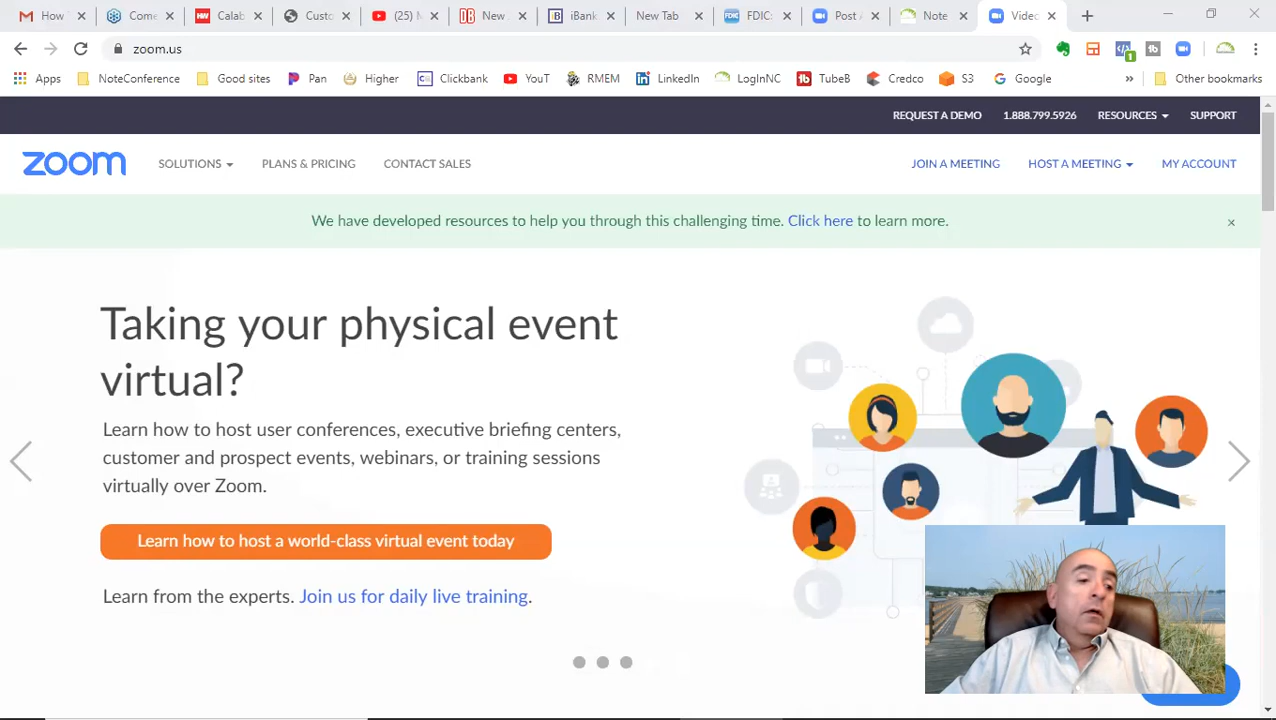 How
Come
Calab
Custo
(25) M
New
iBank
New Tab
FDIC:
Post A
Note
Video
zoom.us
1
Apps
NoteConference
Good sites
Pan
Higher
Clickbank
YouT
RMEM
LinkedIn
LogInNC
TubeB
Credco
S3
Google
»
Other bookmarks
REQUEST A DEMO
1.888.799.5926
RESOURCES
SUPPORT
zoom
SOLUTIONS
PLANS & PRICING
CONTACT SALES
JOIN A MEETING
HOST A MEETING
MY ACCOUNT
We have developed resources to help you through this challenging time. Click here to learn more.
Taking your physical event
virtual?
Learn how to host user conferences, executive briefing centers,
customer and prospect events, webinars, or training sessions
virtually over Zoom.
Learn how to host a world-class virtual event today
Learn from the experts. Join us for daily live training.